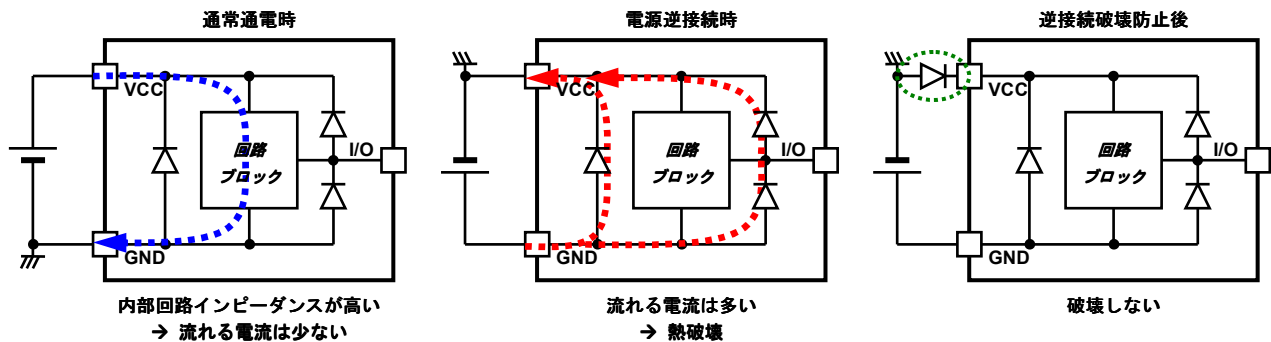 通常通電時
VCC
回路
ブロック
I/O
GND
内部回路インピーダンスが高い
→ 流れる電流は少ない
電源逆接続時
VCC
回路
ブロック
I/O
GND
流れる電流は多い
→ 熱破壊
逆接続破壊防止後
VCC
回路
ブロック
I/O
GND
破壊しない